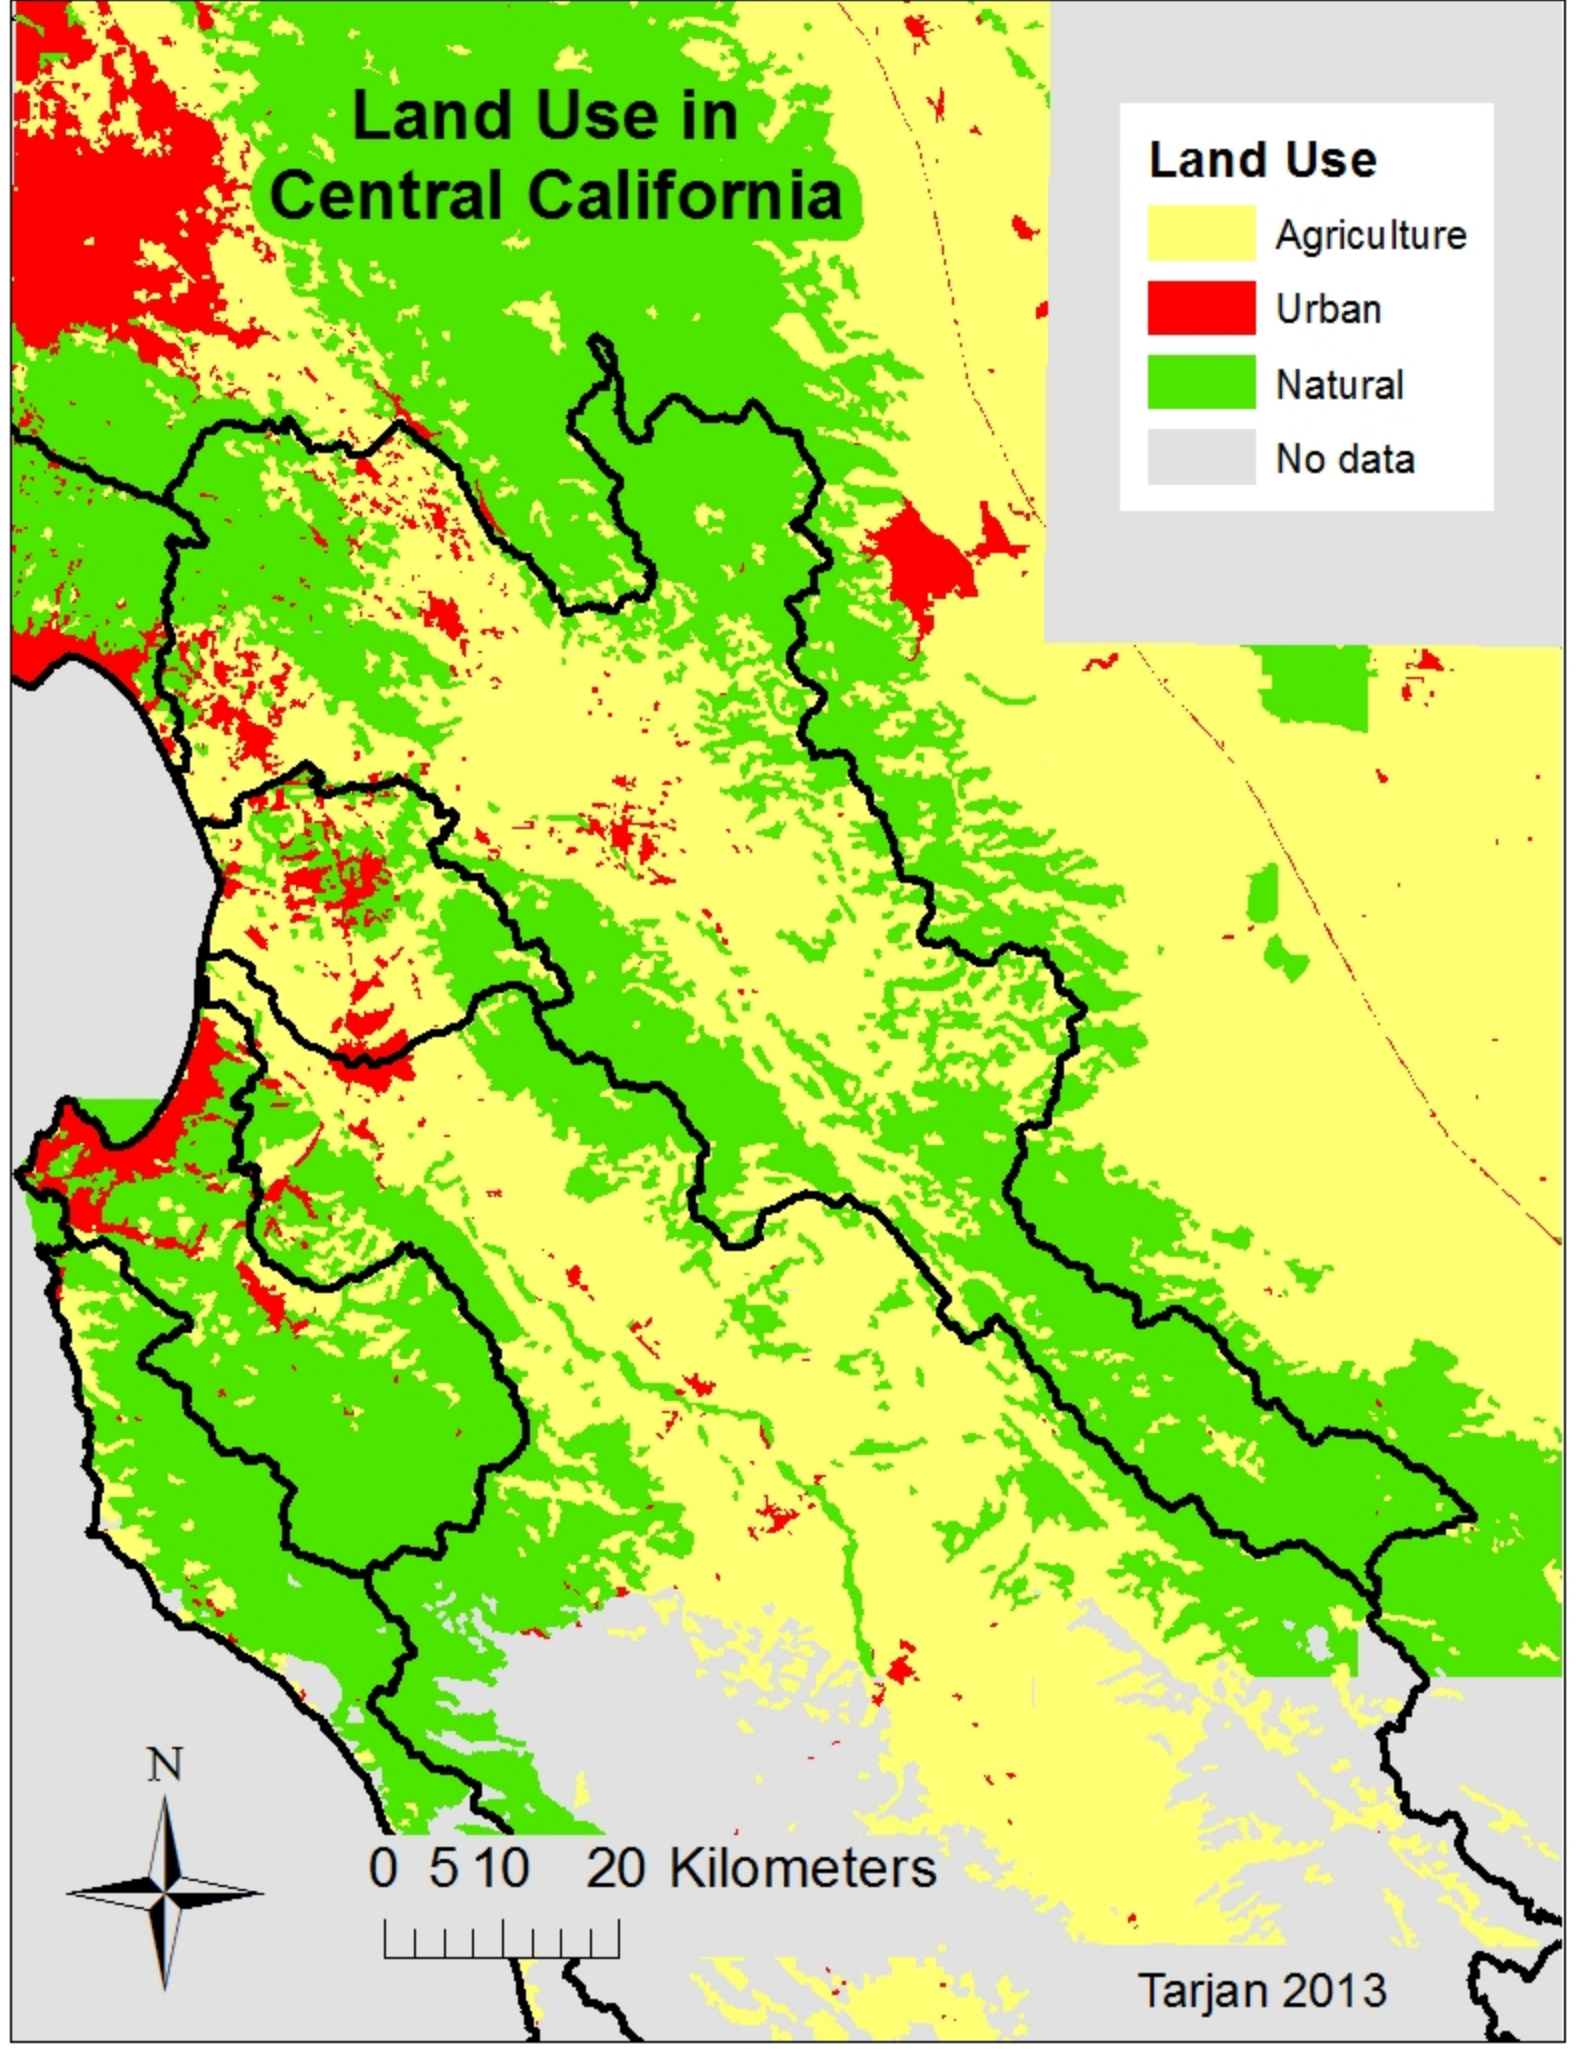 Land Use in
Central California
Land Use
Agriculture
Urban
Natural
No data
N
0 5 10 20 Kilometers
Tarjan 2013